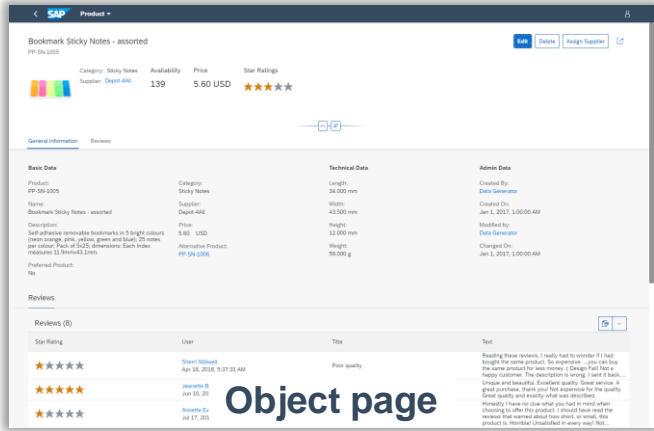 SAP Product
Bookmark Sticky Notes - assorted
PP-SN-1005
Edit Delete Assign Supplier
Category: Sticky Notes
Supplier: Depot-4All
Availability
139
Price
5.60 USD
Star Ratings
General Information Reviews
Basic Data
Product:
PP-SN-1005
Name:
Bookmark Sticky Notes - assorted
Description:
Self-adhesive removable bookmarks in 5 bright colours
(neon orange, pink, yellow, green and blue); 25 notes
per colour; Pack of 5x25; dimensions: Each Index
measures 11.9mmx43.1mm.
Preferred Product:
No
Category:
Sticky Notes
Supplier:
Depot-4All
Price:
5.60 USD
Alternative Product:
PP-SN-1006
Technical Data
Length:
34.000 mm
Width:
43.500 mm
Height:
12.000 mm
Weight:
59.000 g
Admin Data
Created By:
Data Generator
Created On:
Jan 1, 2017, 1:00:00 AM
Modified by:
Data Generator
Changed On:
Jan 1, 2017, 1:00:00 AM
Reviews
Reviews (8)
Star Rating User Title Text
Sherri Stillwell
Apr 16, 2018, 5:37:31 AM
Poor quality
Reading these reviews, I really had to wonder if I had
bought the same product. So expensive. ...you can buy
the same product for less money :( Design Fail! Not a
happy customer. The description is wrong. I sent it back....
Jeanette B
Jun 10, 20
Unique and beautiful. Excellent quality. Great service. A
great purchase, thank you! Not expensive for the quality.
Great quality and exactly what was described.
Annette Ev
Jul 17, 201
Honestly I have no clue what you had in mind when
choosing to offer this product. I should have read the
reviews that warned about how short, or small, this
product is. Horrible! Unsatisfied in every way! Not...
Object page